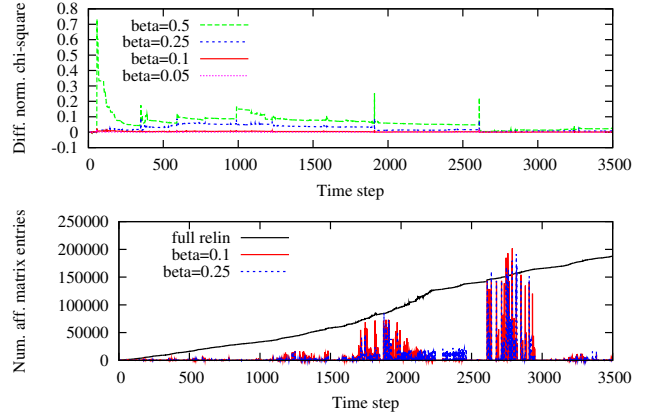 Diff. norm. chi-square
0.8
0.7
0.6
0.5
0.4
0.3
0.2
0.1
0
-0.1
beta=0.5
beta=0.25
beta=0.1
beta=0.05
0 500 1000 1500 2000 2500 3000 3500
Time step
Num. aff. matrix entries
250000
200000
150000
100000
50000
0
full relin
beta=0.1
beta=0.25
0 500 1000 1500 2000 2500 3000 3500
Time step